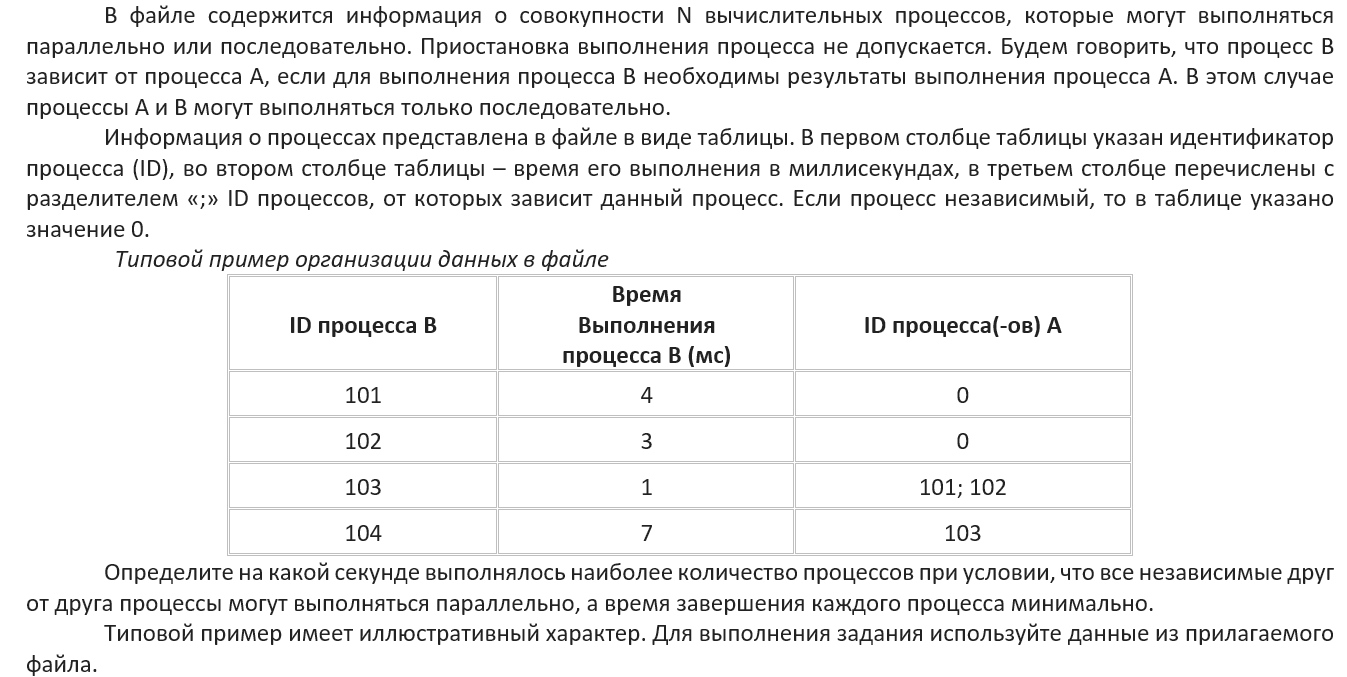 В файле содержится информация о совокупности N вычислительных процессов, которые могут выполняться
параллельно или последовательно. Приостановка выполнения процесса не допускается. Будем говорить, что процесс B
зависит от процесса A, если для выполнения процесса B необходимы результаты выполнения процесса A. В этом случае
процессы A и B могут выполняться только последовательно.
Информация о процессах представлена в файле в виде таблицы. В первом столбце таблицы указан идентификатор
процесса (ID), во втором столбце таблицы – время его выполнения в миллисекундах, в третьем столбце перечислены с
разделителем «;» ID процессов, от которых зависит данный процесс. Если процесс независимый, то в таблице указано
значение 0.
Типовой пример организации данных в файле
ID процесса B
Время
Выполнения
процесса B (мс)
ID процесса(-ов) A
101 4 0
102 3 0
103 1 101; 102
104 7 103
Определите на какой секунде выполнялось наиболее количество процессов при условии, что все независимые друг
от друга процессы могут выполняться параллельно, а время завершения каждого процесса минимально.
Типовой пример имеет иллюстративный характер. Для выполнения задания используйте данные из прилагаемого
файла.